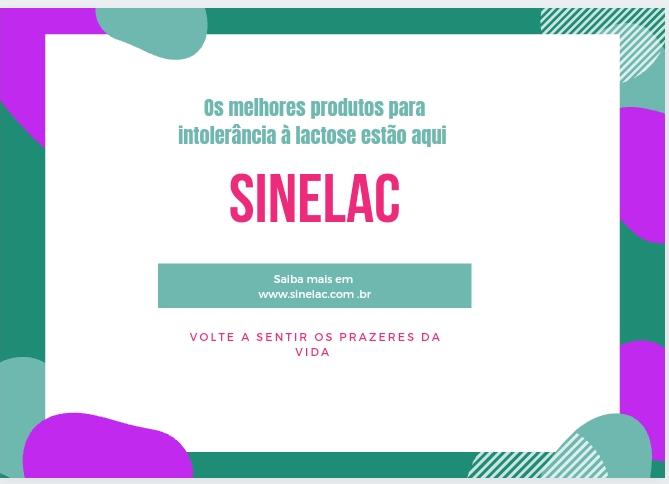 Os melhores produtos para
intolerância à lactose estão aqui
SINELAC
Saiba mais em
www.sinelac.com .br
VOLTE A SENTIR OS PRAZERES DA
VIDA